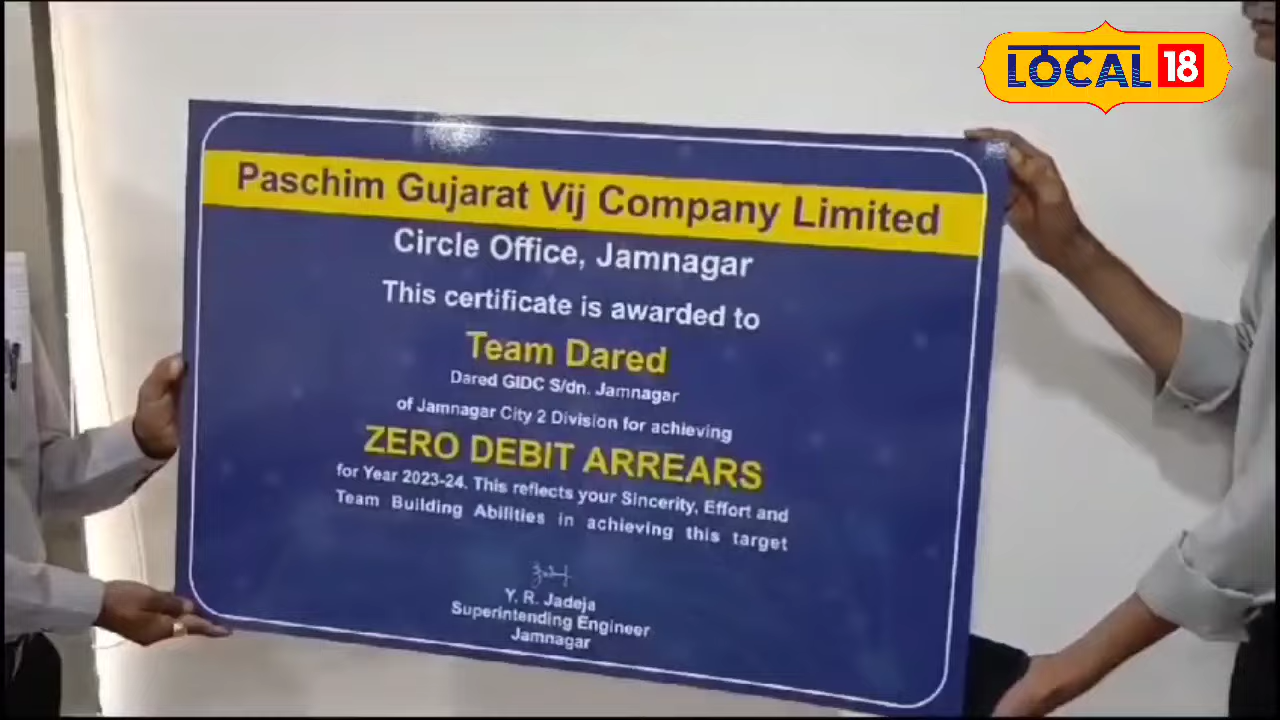 LOCAL 18
Paschim Gujarat Vij Company Limited
Circle Office, Jamnagar
This certificate is awarded to
Team Dared
Dared GIDC S/dn. Jamnagar
of Jamnagar City 2 Division for achieving
ZERO DEBIT ARREARS
for Year 2023-24. This reflects your Sincerity, Effort and
Team Building Abilities in achieving this target
Y. R. Jadeja
Superintending Engineer
Jamnagar